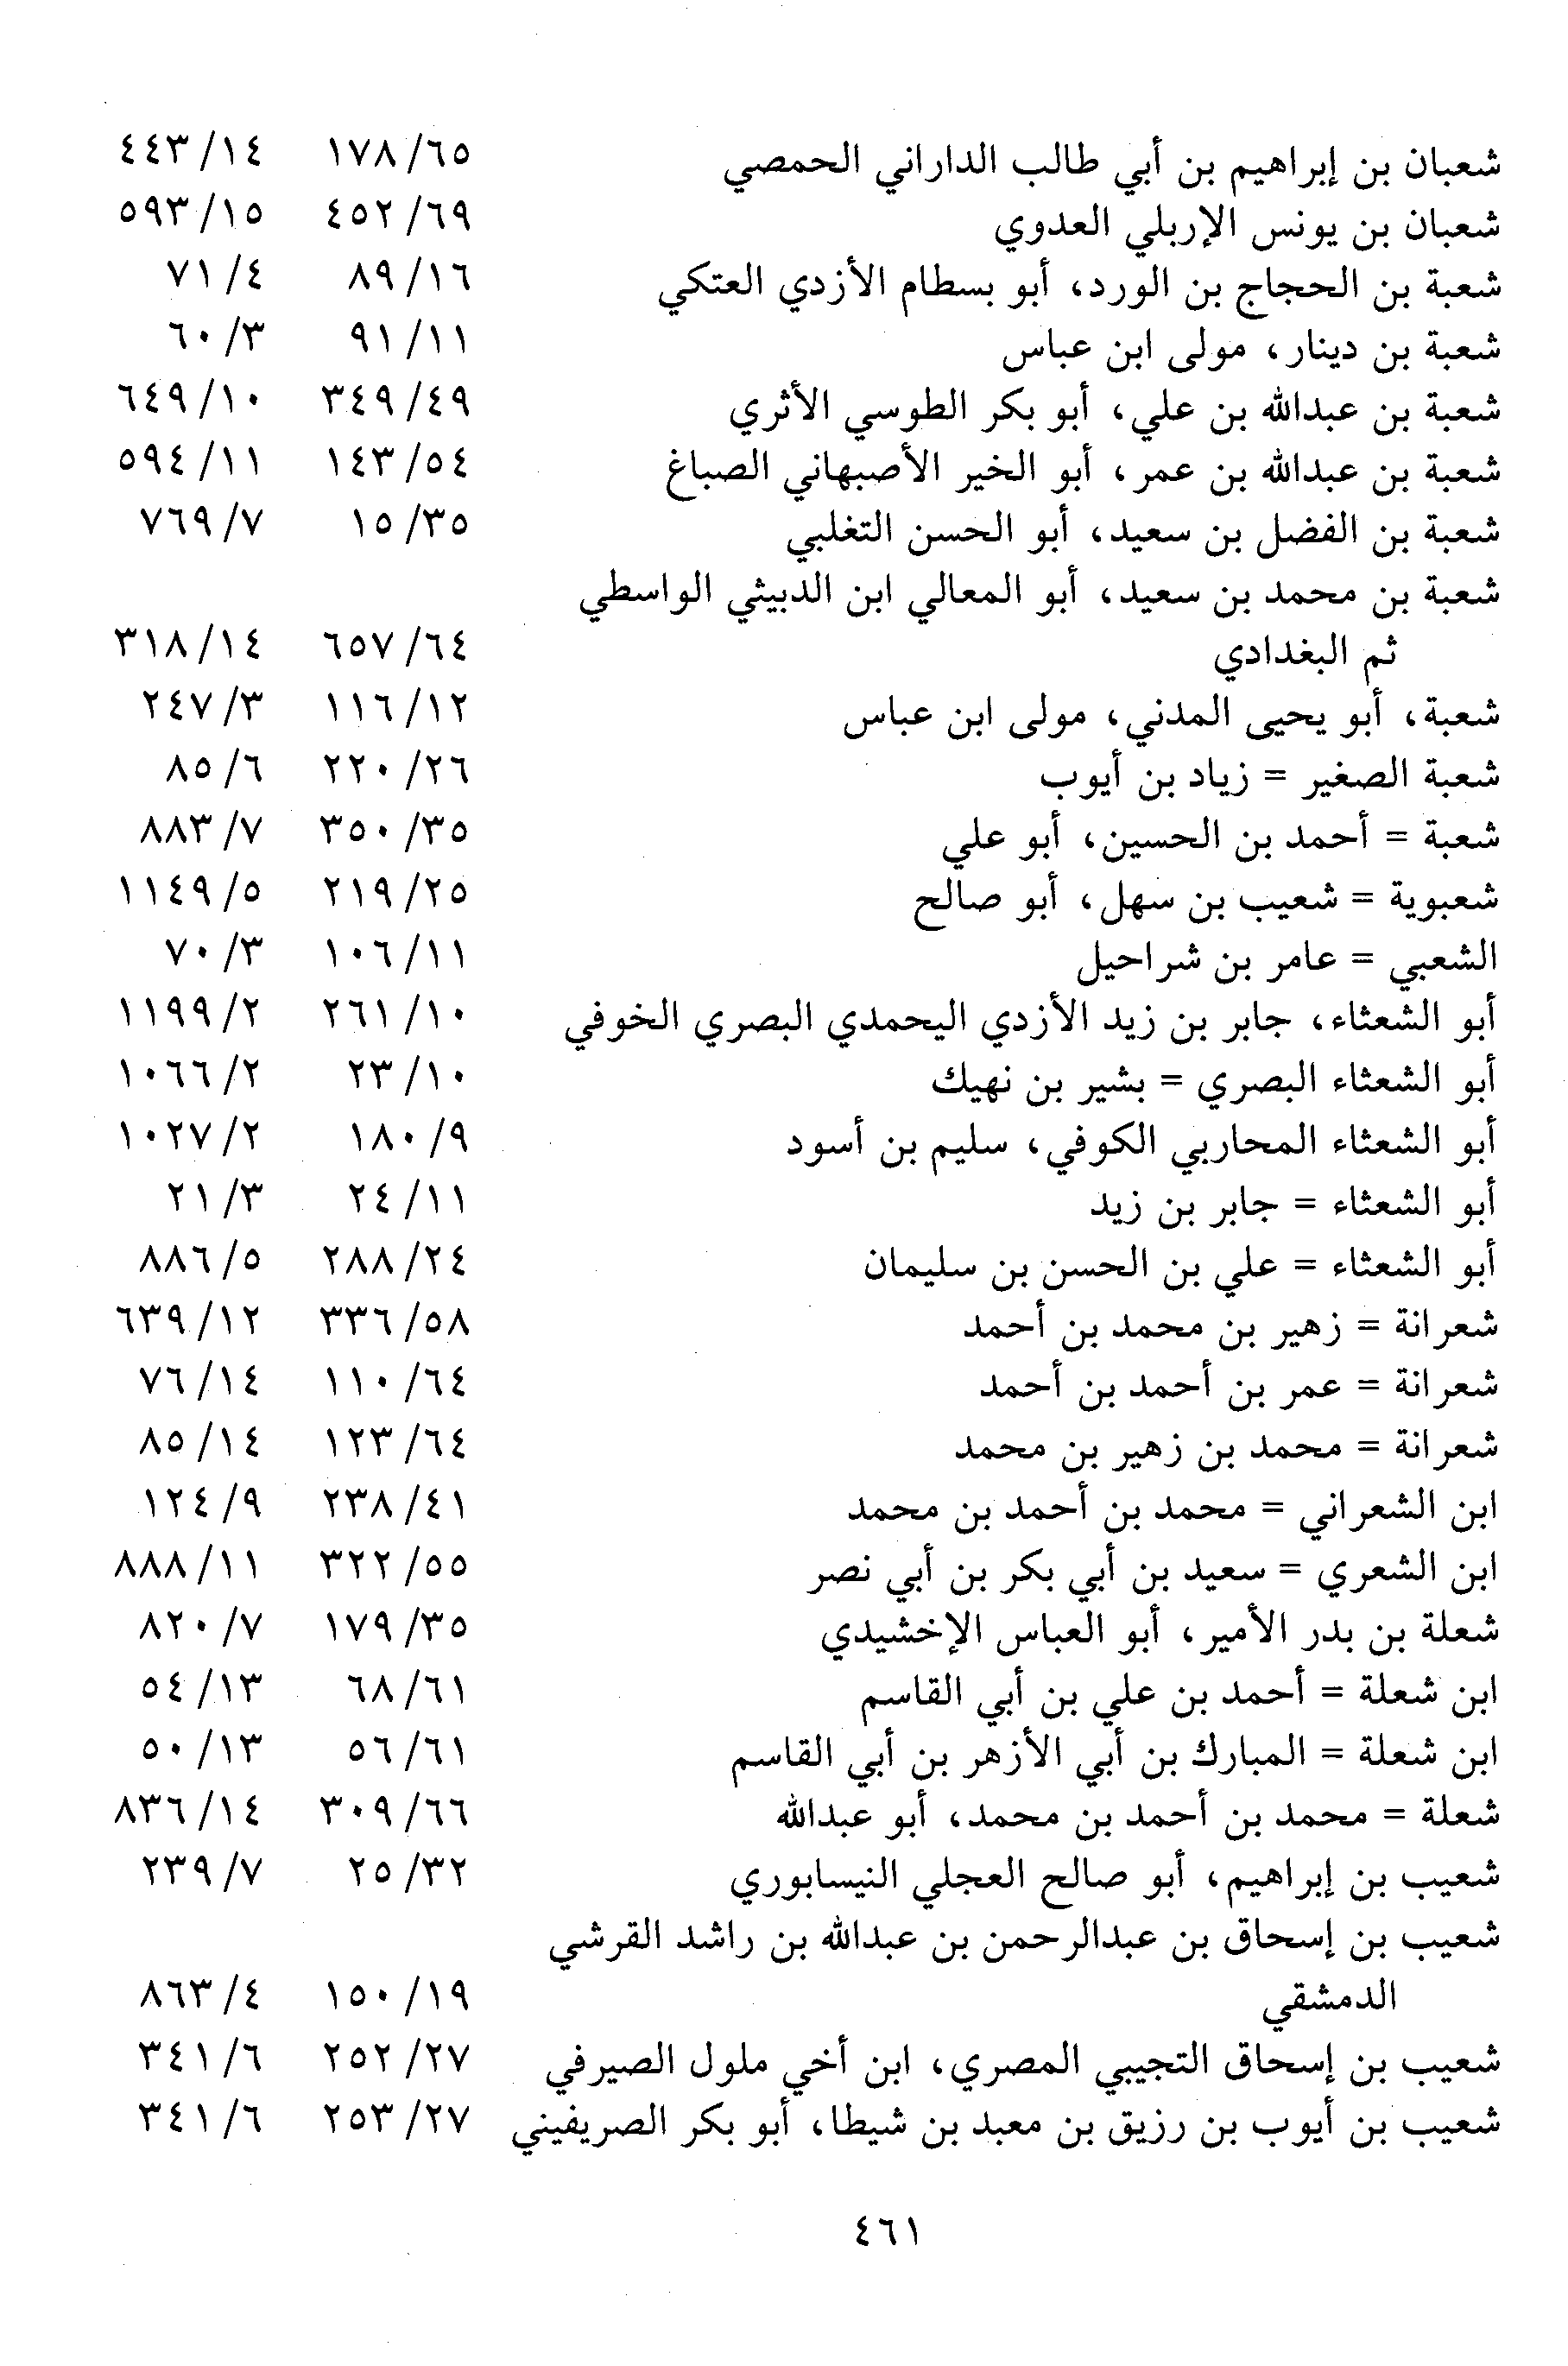 شعبان بن إبراهيم بن أبي طالب الداراني الحمصي ٦٥/ ١٧٨ ١٤/ ٤٤٣
شعبان بن يونس الإربلي العدوي ٦٩/ ٤٥٢ ١٥/ ٥٩٣
شعبة بن الحجاج بن الورد، أبو بسطام الأزدي العتكي ١٦/ ٨٩ ٤/ ٧١
شعبة بن دينار، مولى ابن عباس ١١/ ٩١ ٣/ ٦٠
شعبة بن عبدالله بن علي، أبو بكر الطوسي الأثري ٤٩/ ٣٤٩ ١٠/ ٦٤٩
شعبة بن عبدالله بن عمر، أبو الخير الأصبهاني الصباغ ٥٤/ ١٤٣ ١١/ ٥٩٤
شعبة بن الفضل بن سعيد، أبو الحسن التغلبي ٣٥/ ١٥ ٧/ ٧٦٩
شعبة بن محمد بن سعيد، أبو المعالي ابن الدبيثي الواسطي
ثم البغدادي ٦٤/ ٦٥٧ ١٤/ ٣١٨
شعبة، أبو يحيى المدني، مولى ابن عباس ١٢/ ١١٦ ٣/ ٢٤٧
شعبة الصغير = زياد بن أيوب ٢٦/ ٢٢٠ ٦/ ٨٥
شعبة = أحمد بن الحسين، أبو علي ٣٥/ ٣٥٠ ٧/ ٨٨٣
شعبوية = شعيب بن سهل، أبو صالح ٢٥/ ٢١٩ ٥/ ١١٤٩
الشعبي = عامر بن شراحيل ١١/ ١٠٦ ٣/ ٧٠
أبو الشعثاء، جابر بن زيد الأزدي اليحمدي البصري الخوفي ١٠/ ٢٦١ ٢/ ١١٩٩
أبو الشعثاء البصري = بشير بن نهيك ١٠/ ٢٣ ٢/ ١٠٦٦
أبو الشعثاء المحاربي الكوفي، سليم بن أسود ٩/ ١٨٠ ٢/ ١٠٢٧
أبو الشعثاء = جابر بن زيد ١١/ ٢٤ ٣/ ٢١
أبو الشعثاء = علي بن الحسن بن سليمان ٢٤/ ٢٨٨ ٥/ ٨٨٦
شعرانة = زهير بن محمد بن أحمد ٥٨/ ٣٣٦ ١٢/ ٦٣٩
شعرانة = عمر بن أحمد بن أحمد ٦٤/ ١١٠ ١٤/ ٧٦
شعرانة = محمد بن زهير بن محمد ٦٤/ ١٢٣ ١٤/ ٨٥
ابن الشعراني = محمد بن أحمد بن محمد ٤١/ ٢٣٨ ٩/ ١٢٤
ابن الشعري = سعيد بن أبي بكر بن أبي نصر ٥٥/ ٣٢٢ ١١/ ٨٨٨
شعلة بن بدر الأمير، أبو العباس الإخشيدي ٣٥/ ١٧٩ ٧/ ٨٢٠
ابن شعلة = أحمد بن علي بن أبي القاسم ٦١/ ٦٨ ١٣/ ٥٤
ابن شعلة = المبارك بن أبي الأزهر بن أبي القاسم ٦١/ ٥٦ ١٣/ ٥٠
شعلة = محمد بن أحمد بن محمد، أبو عبدالله ٦٦/ ٣٠٩ ١٤/ ٨٣٦
شعيب بن إبراهيم، أبو صالح العجلي النيسابوري ٣٢/ ٢٥ ٧/ ٢٣٩
شعيب بن إسحاق بن عبدالرحمن بن عبدالله بن راشد القرشي
الدمشقي ١٩/ ١٥٠ ٤/ ٨٦٣
شعيب بن إسحاق التجيبي المصري، ابن أخي ملول الصيرفي ٢٧/ ٢٥٢ ٦/ ٣٤١
شعيب بن أيوب بن رزيق بن معبد بن شيطا، أبو بكر الصريفيني ٢٧/ ٢٥٣ ٦/ ٣٤١
٤٦١